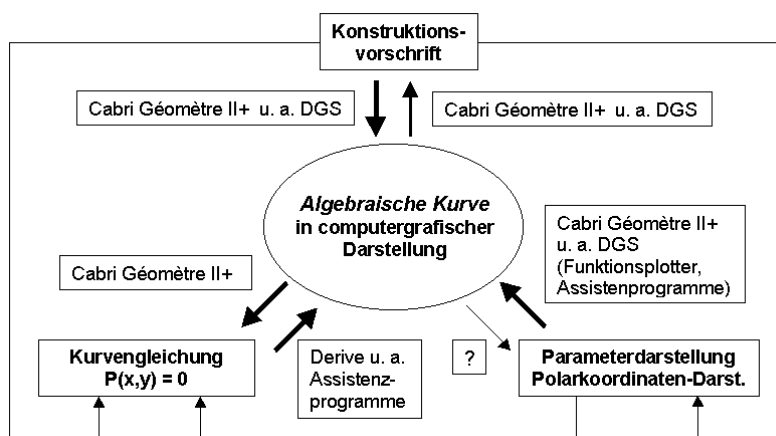 Konstruktions-
vorschrift
Cabri Géomètre II+ u. a. DGS
Cabri Géomètre II+ u. a. DGS
Algebraische Kurve
in computergrafischer
Darstellung
Cabri Géomètre II+
u. a. DGS
(Funktionsplotter,
Assistenprogramme)
Cabri Géomètre II+
Kurvengleichung
P(x,y) = 0
Derive u. a.
Assistenz-
programme
?
Parameterdarstellung
Polarkoordinaten-Darst.